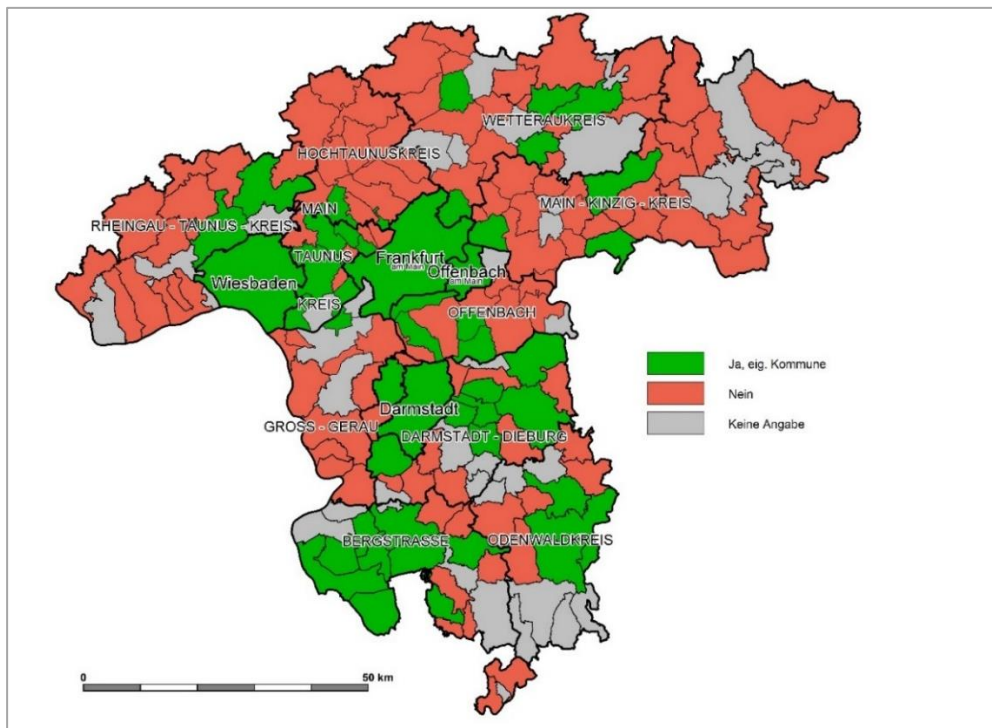 WETTERAUKREIS
HOCHTAUNUSKREIS
MAIN - KINZIG - KREIS
MAIN
RHEINGAU - TAUNUS - KREIS
TAUNUS
Frankfurt
am Main
Offenbach
am Main
Wiesbaden
KREIS
OFFENBACH
Ja, eig. Kommune
Nein
Keine Angabe
Darmstadt
GROSS - GERAU
DARMSTADT - DIEBURG
BERGSTRASSE
ODENWALDKREIS
0
50 km